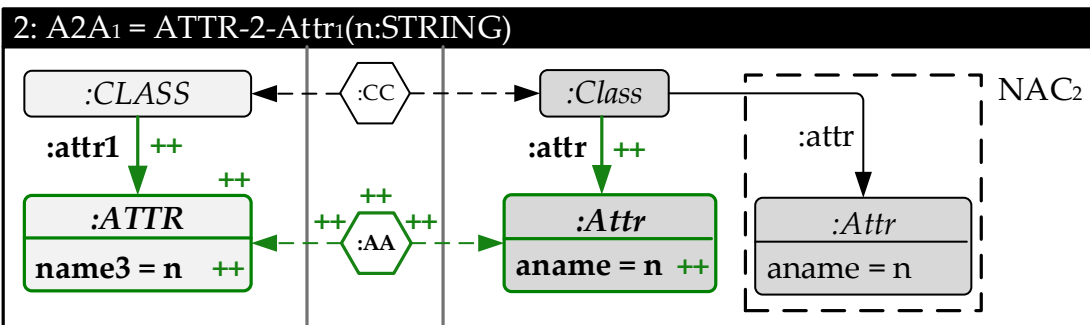 2: A2A₁ = ATTR-2-Attr₁(n:STRING)
:CLASS :CC :Class NAC₂
:attr1 ++ :attr ++ :attr
++ ++
:ATTR ++ :AA ++ :Attr :Attr
name3 = n ++ aname = n ++ aname = n